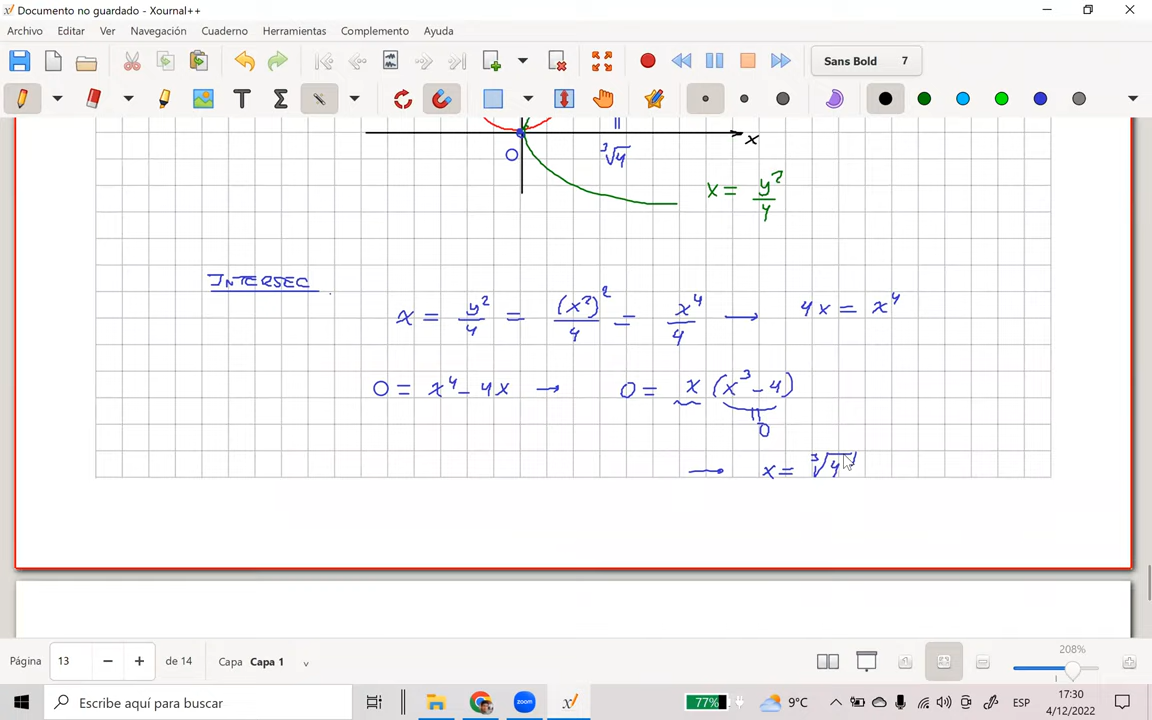 Documento no guardado - Xournal++
Archivo Editar Ver Navegación Cuaderno Herramientas Complemento Ayuda
Sans Bold 7
x
O
∛4
x = y²/4
INTERSEC
x = y²/4 = (x²)²/4 = x⁴/4 → 4x = x⁴
0 = x⁴ - 4x → 0 = x (x³ - 4)
0
→ x = ∛4
208%
Página 13 de 14 Capa Capa 1
Escribe aquí para buscar
zoom
77%
9°C
ESP
17:30
4/12/2022